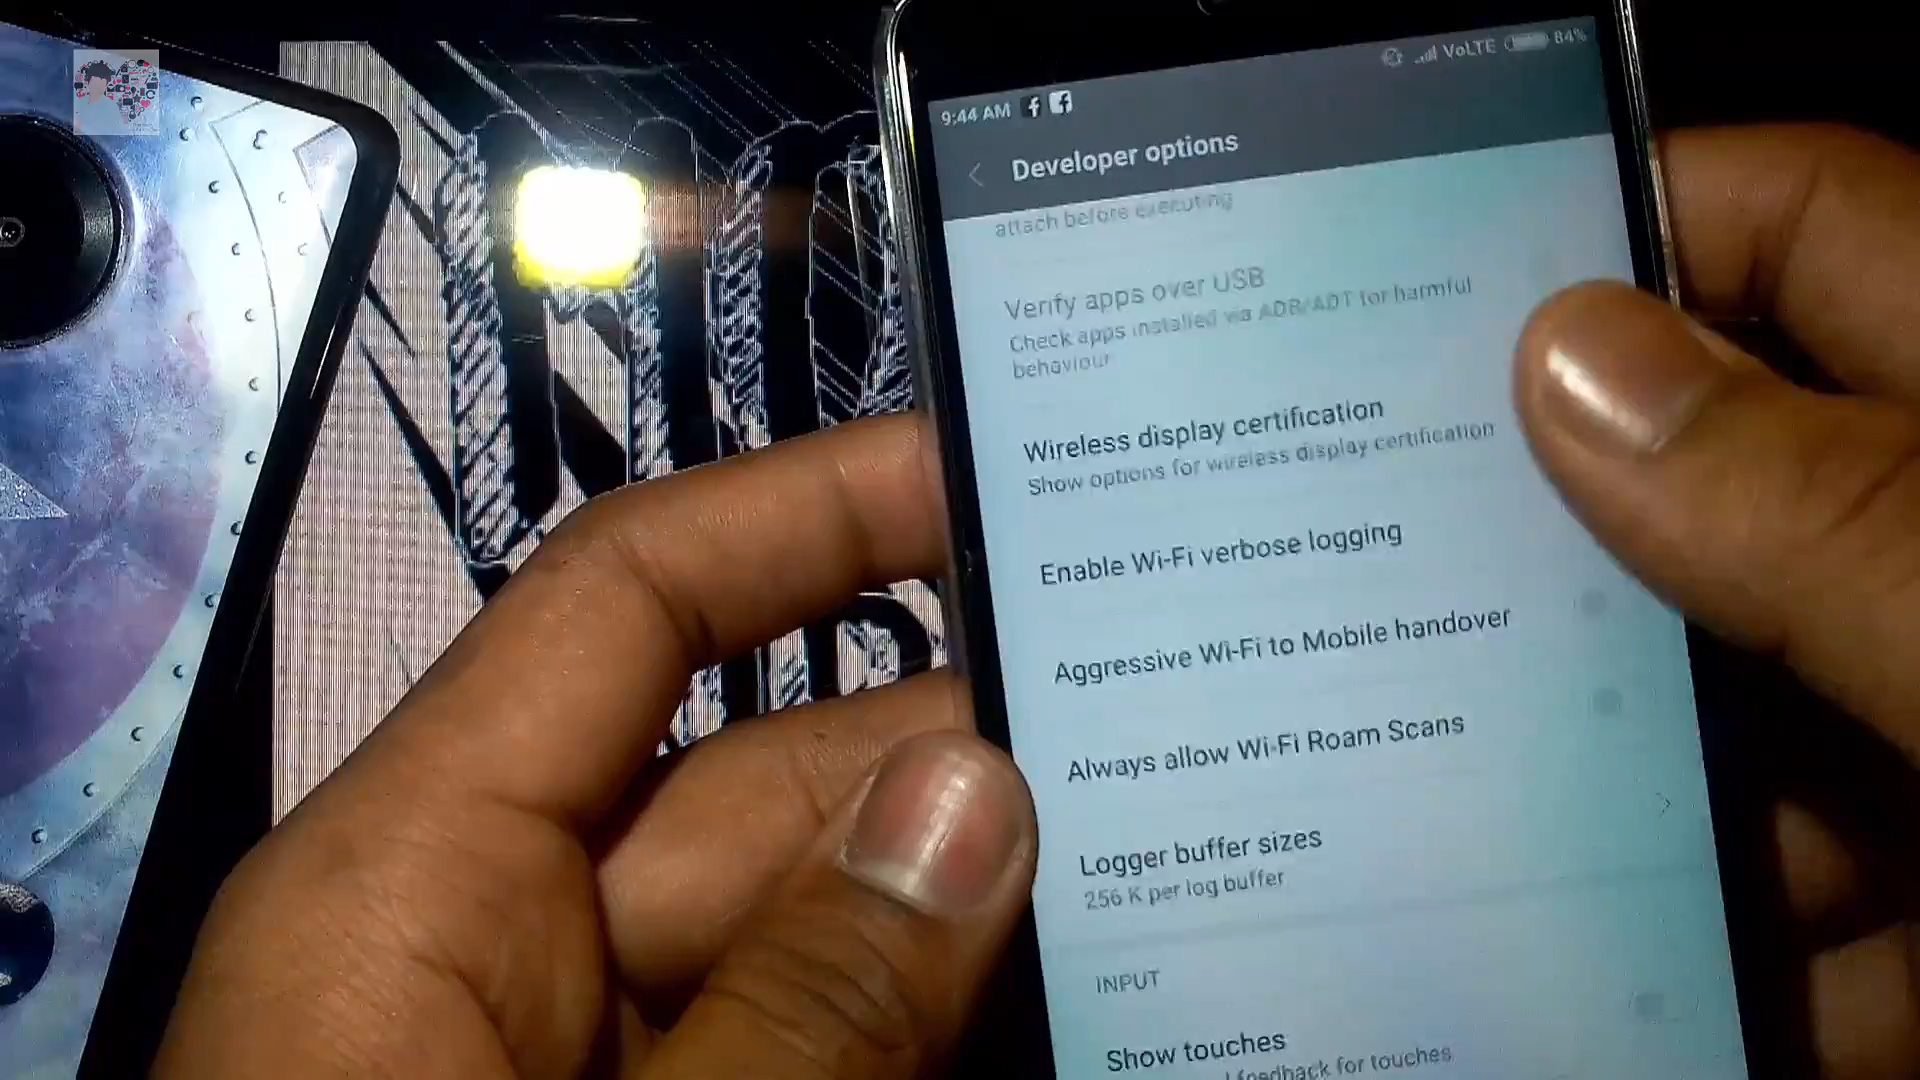 9:44 AM
VoLTE 84%
Developer options
attach before executing
Verify apps over USB
Check apps installed via ADB/ADT for harmful
behaviour
Wireless display certification
Show options for wireless display certification
Enable Wi-Fi verbose logging
Aggressive Wi-Fi to Mobile handover
Always allow Wi-Fi Roam Scans
Logger buffer sizes
256 K per log buffer
INPUT
Show touches
feedback for touches